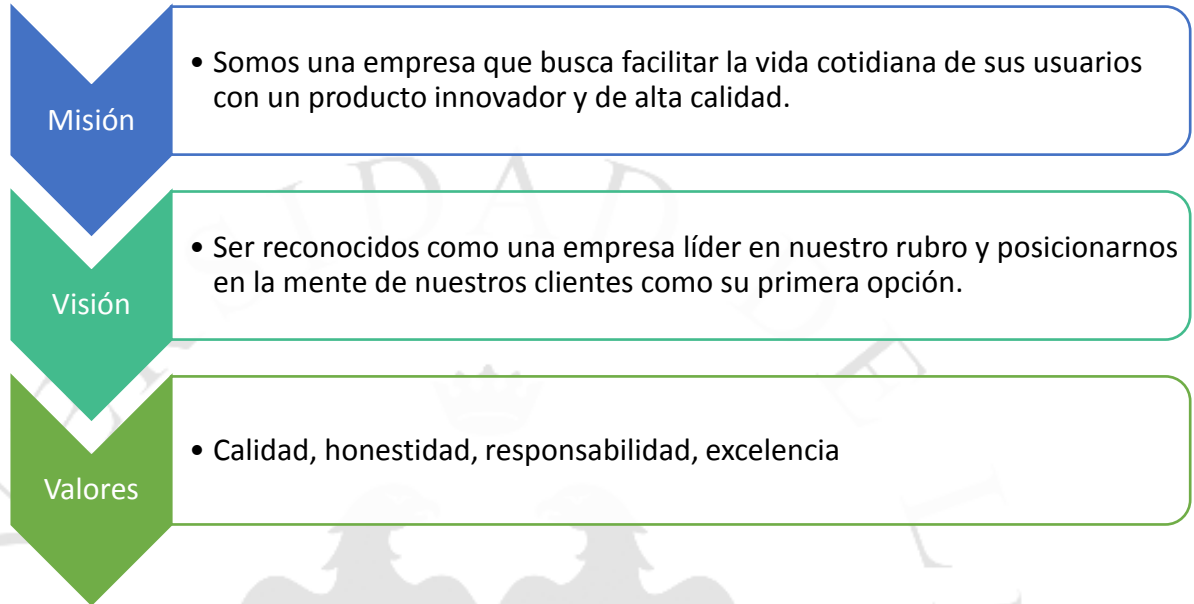 Misión
• Somos una empresa que busca facilitar la vida cotidiana de sus usuarios
con un producto innovador y de alta calidad.
Visión
• Ser reconocidos como una empresa líder en nuestro rubro y posicionarnos
en la mente de nuestros clientes como su primera opción.
Valores
• Calidad, honestidad, responsabilidad, excelencia